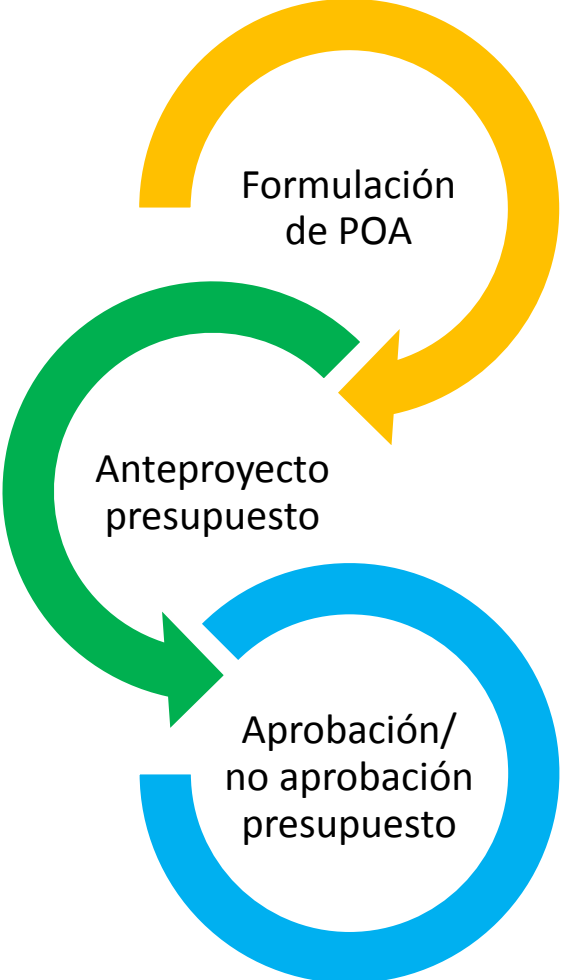 Formulación
de POA
Anteproyecto
presupuesto
Aprobación/
no aprobación
presupuesto